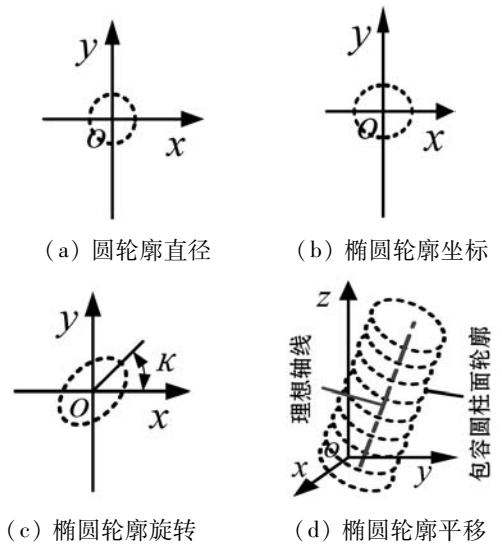 y
O
x
(a) 圆轮廓直径
y
O
x
(b) 椭圆轮廓坐标
y
K
O
x
(c) 椭圆轮廓旋转
z
理想轴线
包容圆柱面轮廓
o
x
y
(d) 椭圆轮廓平移